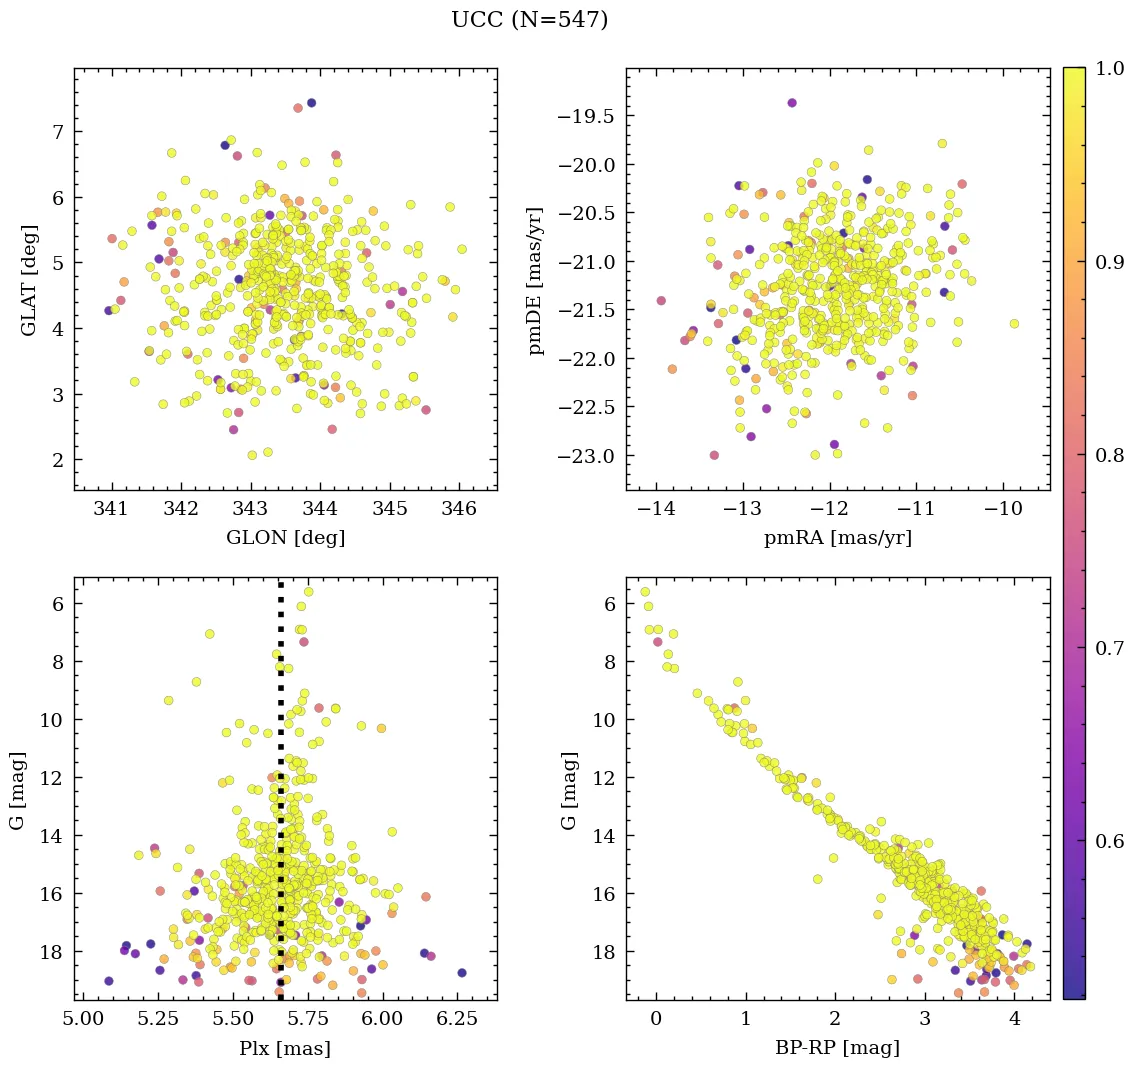 UCC (N=547)
7
6
5
4
3
2
GLAT [deg]
341 342 343 344 345 346
GLON [deg]
−19.5
−20.0
−20.5
−21.0
−21.5
−22.0
−22.5
−23.0
pmDE [mas/yr]
−14 −13 −12 −11 −10
pmRA [mas/yr]
1.0
0.9
0.8
0.7
0.6
6
8
10
12
14
16
18
G [mag]
5.00 5.25 5.50 5.75 6.00 6.25
Plx [mas]
6
8
10
12
14
16
18
G [mag]
0 1 2 3 4
BP-RP [mag]